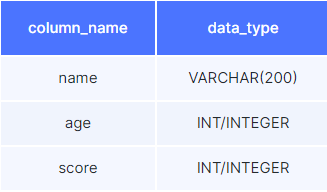 column_name data_type
name VARCHAR(200)
age INT/INTEGER
score INT/INTEGER